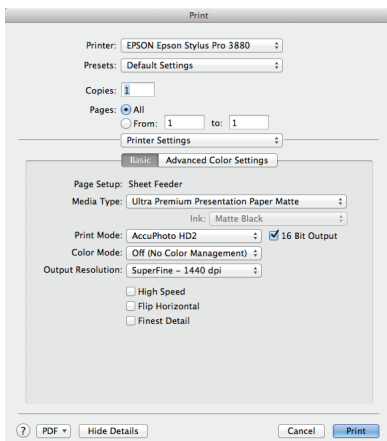 Print
Printer: EPSON Epson Stylus Pro 3880
Presets: Default Settings
Copies: 1
Pages: All
From: 1 to: 1
Printer Settings
Basic Advanced Color Settings
Page Setup: Sheet Feeder
Media Type: Ultra Premium Presentation Paper Matte
Ink: Matte Black
Print Mode: AccuPhoto HD2 16 Bit Output
Color Mode: Off (No Color Management)
Output Resolution: SuperFine – 1440 dpi
High Speed
Flip Horizontal
Finest Detail
? PDF Hide Details Cancel Print